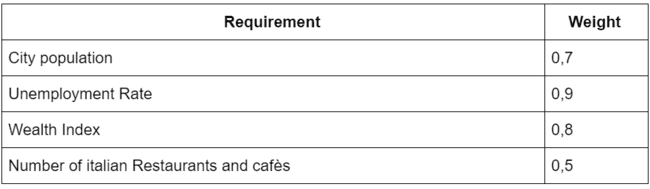 Requirement Weight
City population 0,7
Unemployment Rate 0,9
Wealth Index 0,8
Number of italian Restaurants and cafès 0,5